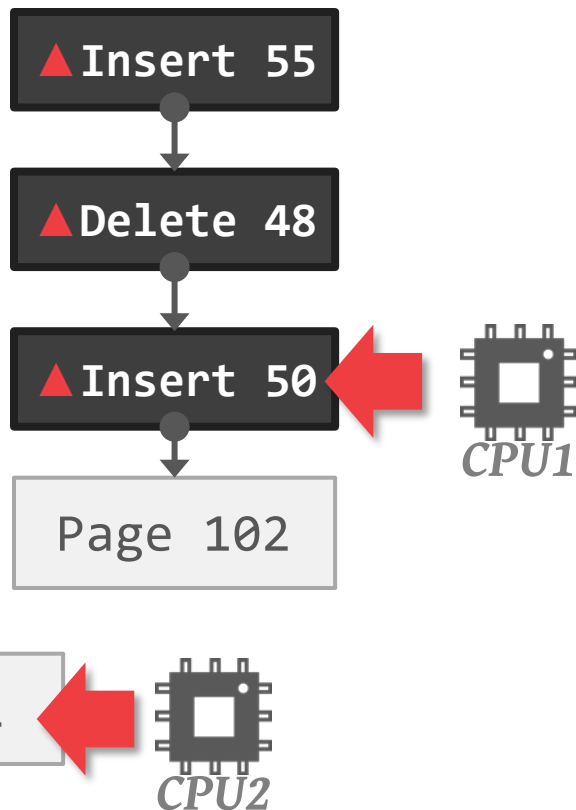 ▲Insert 55
▲Delete 48
▲Insert 50
CPU1
Page 102
CPU2